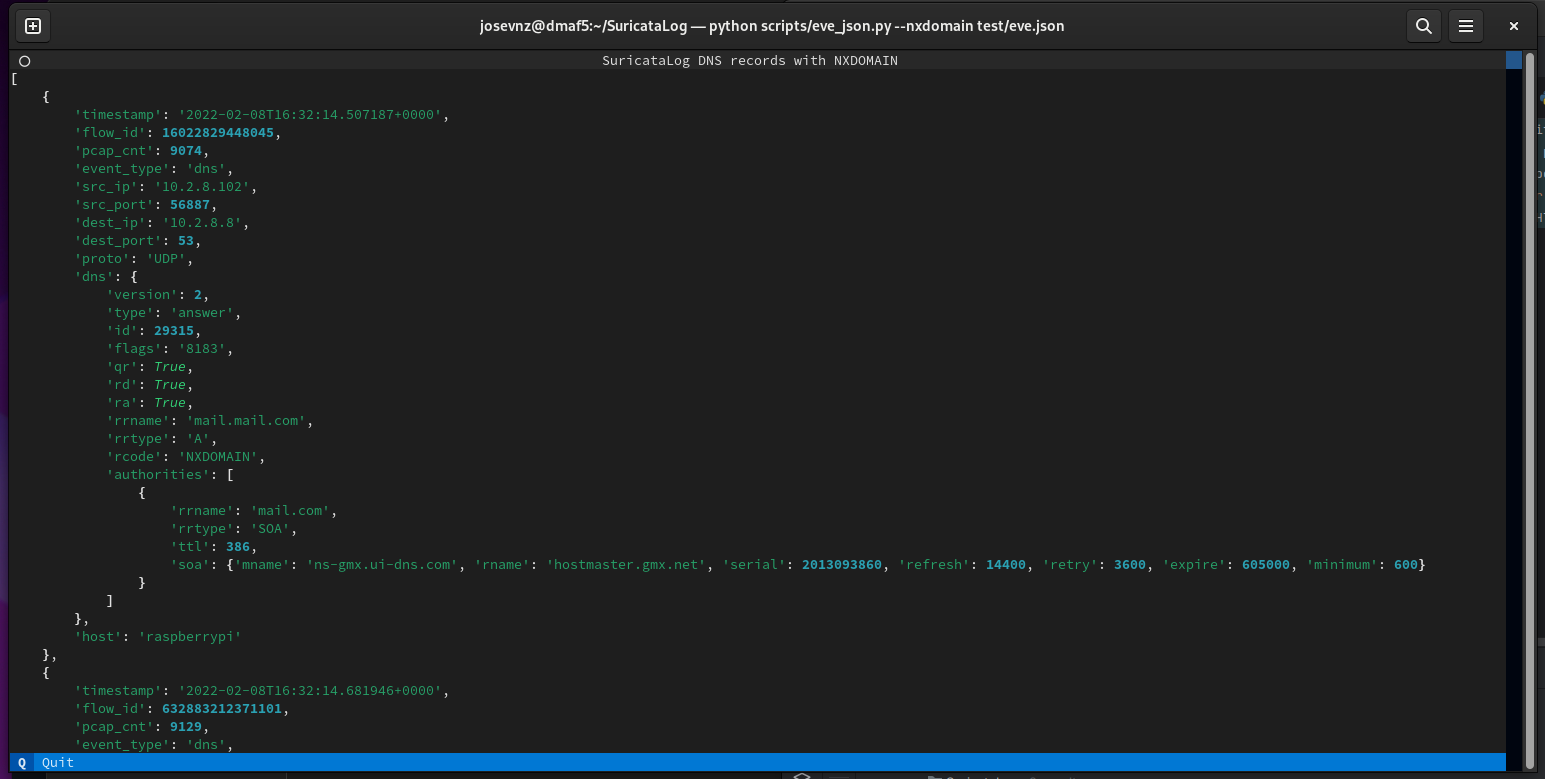 josevnz@dmaf5:~/SuricataLog — python scripts/eve_json.py --nxdomain test/eve.json
SuricataLog DNS records with NXDOMAIN
[
    {
        'timestamp': '2022-02-08T16:32:14.507187+0000',
        'flow_id': 16022829448045,
        'pcap_cnt': 9074,
        'event_type': 'dns',
        'src_ip': '10.2.8.102',
        'src_port': 56887,
        'dest_ip': '10.2.8.8',
        'dest_port': 53,
        'proto': 'UDP',
        'dns': {
            'version': 2,
            'type': 'answer',
            'id': 29315,
            'flags': '8183',
            'qr': True,
            'rd': True,
            'ra': True,
            'rrname': 'mail.mail.com',
            'rrtype': 'A',
            'rcode': 'NXDOMAIN',
            'authorities': [
                {
                    'rrname': 'mail.com',
                    'rrtype': 'SOA',
                    'ttl': 386,
                    'soa': {'mname': 'ns-gmx.ui-dns.com', 'rname': 'hostmaster.gmx.net', 'serial': 2013093860, 'refresh': 14400, 'retry': 3600, 'expire': 605000, 'minimum': 600}
                }
            ]
        },
        'host': 'raspberrypi'
    },
    {
        'timestamp': '2022-02-08T16:32:14.681946+0000',
        'flow_id': 632883212371101,
        'pcap_cnt': 9129,
        'event_type': 'dns',
Q Quit